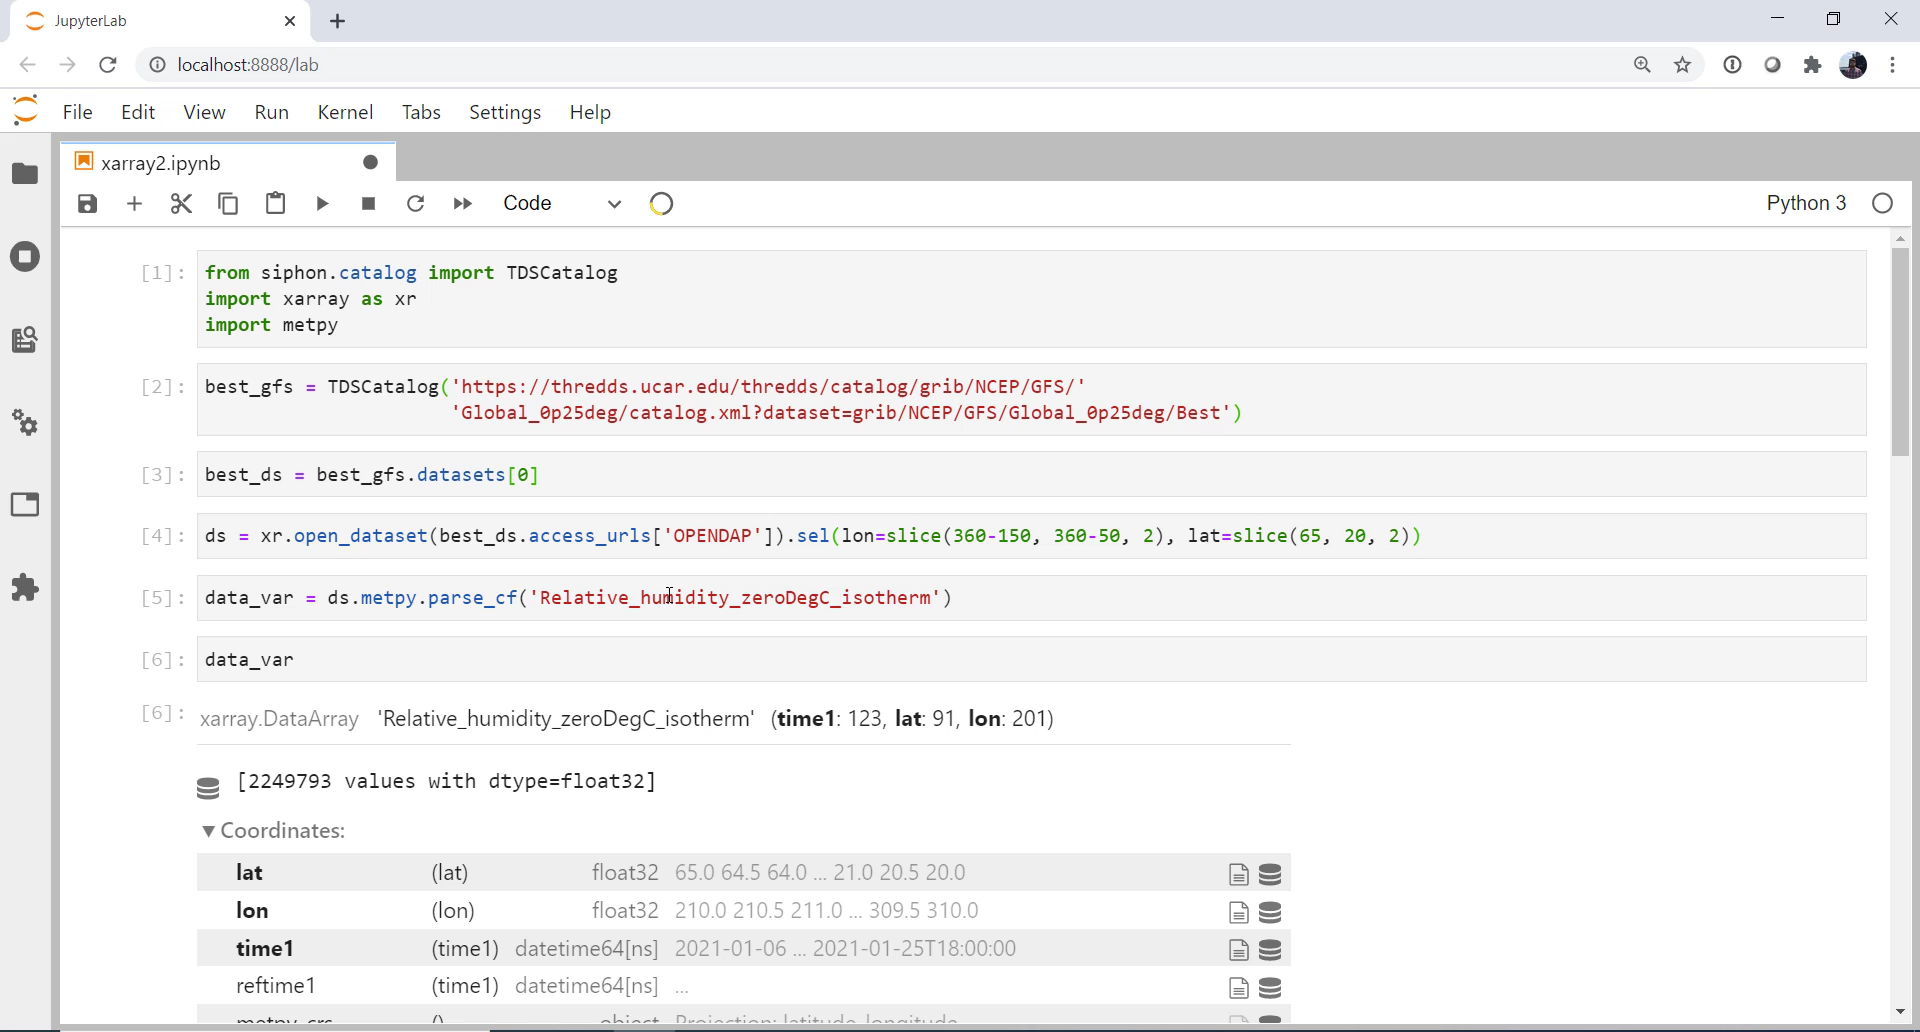 JupyterLab
localhost:8888/lab
File Edit View Run Kernel Tabs Settings Help
xarray2.ipynb
Code
Python 3
[1]: from siphon.catalog import TDSCatalog
import xarray as xr
import metpy
[2]: best_gfs = TDSCatalog('https://thredds.ucar.edu/thredds/catalog/grib/NCEP/GFS/'
'Global_0p25deg/catalog.xml?dataset=grib/NCEP/GFS/Global_0p25deg/Best')
[3]: best_ds = best_gfs.datasets[0]
[4]: ds = xr.open_dataset(best_ds.access_urls['OPENDAP']).sel(lon=slice(360-150, 360-50, 2), lat=slice(65, 20, 2))
[5]: data_var = ds.metpy.parse_cf('Relative_humidity_zeroDegC_isotherm')
[6]: data_var
[6]: xarray.DataArray 'Relative_humidity_zeroDegC_isotherm' (time1: 123, lat: 91, lon: 201)
[2249793 values with dtype=float32]
▼ Coordinates:
lat (lat) float32 65.0 64.5 64.0 ... 21.0 20.5 20.0
lon (lon) float32 210.0 210.5 211.0 ... 309.5 310.0
time1 (time1) datetime64[ns] 2021-01-06 ... 2021-01-25T18:00:00
reftime1 (time1) datetime64[ns] ...
metpy_crs () object Projection: latitude_longitude